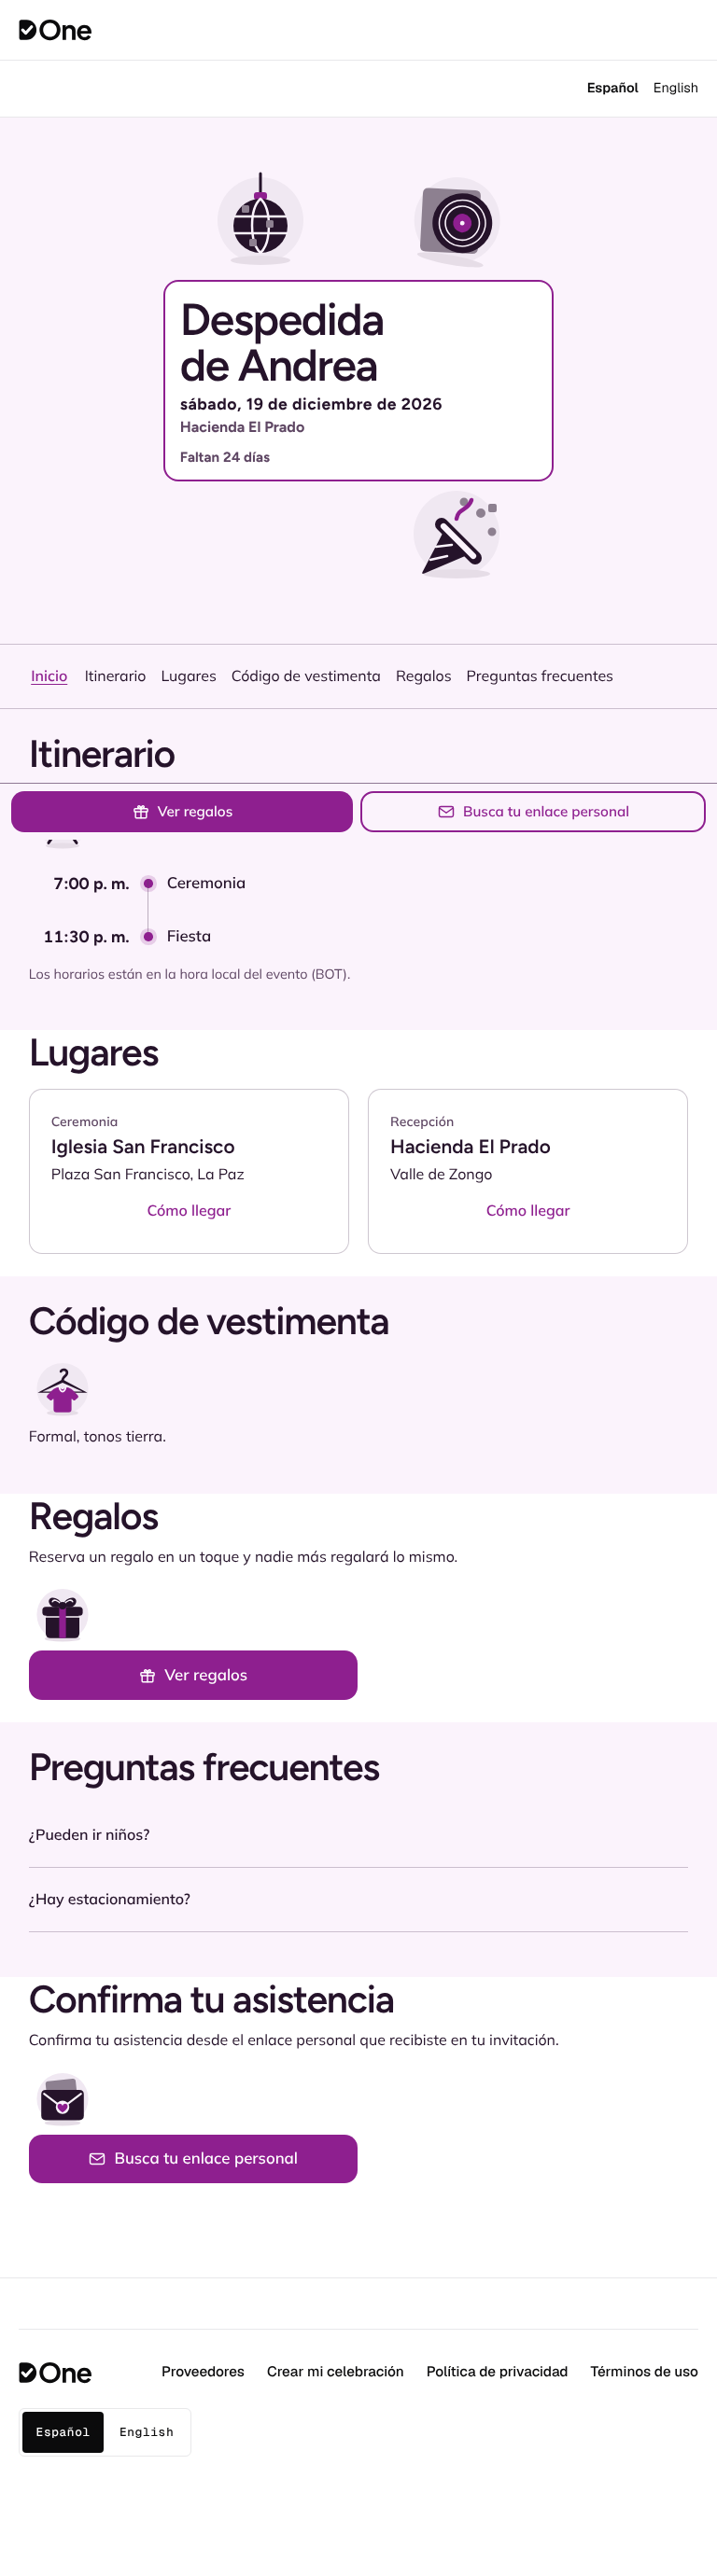 One
Español English
Despedida
de Andrea
sábado, 19 de diciembre de 2026
Hacienda El Prado
Faltan 24 días
Inicio Itinerario Lugares Código de vestimenta Regalos Preguntas frecuentes
Itinerario
Ver regalos Busca tu enlace personal
7:00 p. m. Ceremonia
11:30 p. m. Fiesta
Los horarios están en la hora local del evento (BOT).
Lugares
Ceremonia
Iglesia San Francisco
Plaza San Francisco, La Paz
Cómo llegar
Recepción
Hacienda El Prado
Valle de Zongo
Cómo llegar
Código de vestimenta
Formal, tonos tierra.
Regalos
Reserva un regalo en un toque y nadie más regalará lo mismo.
Ver regalos
Preguntas frecuentes
¿Pueden ir niños?
¿Hay estacionamiento?
Confirma tu asistencia
Confirma tu asistencia desde el enlace personal que recibiste en tu invitación.
Busca tu enlace personal
One Proveedores Crear mi celebración Política de privacidad Términos de uso
Español English